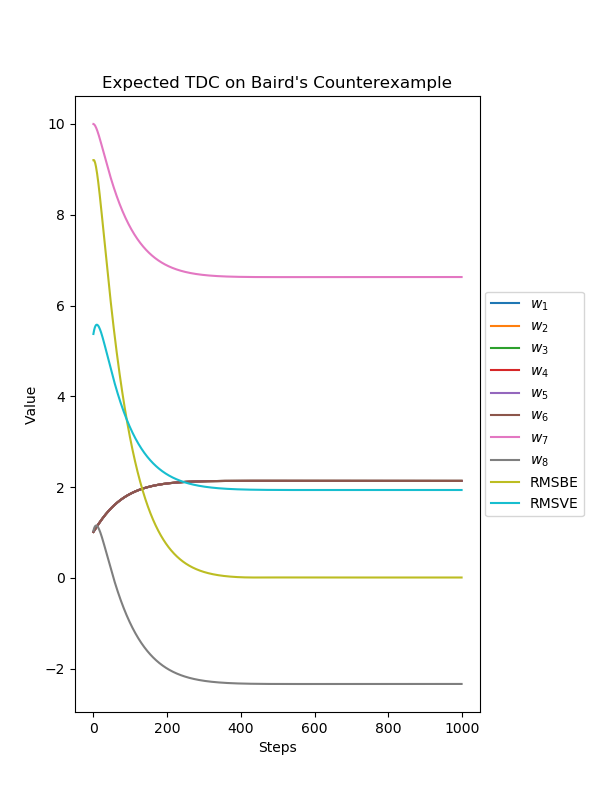 Expected TDC on Baird's Counterexample
10
8
6
4
2
0
−2
Value
0 200 400 600 800 1000
Steps
w₁
w₂
w₃
w₄
w₅
w₆
w₇
w₈
RMSBE
RMSVE